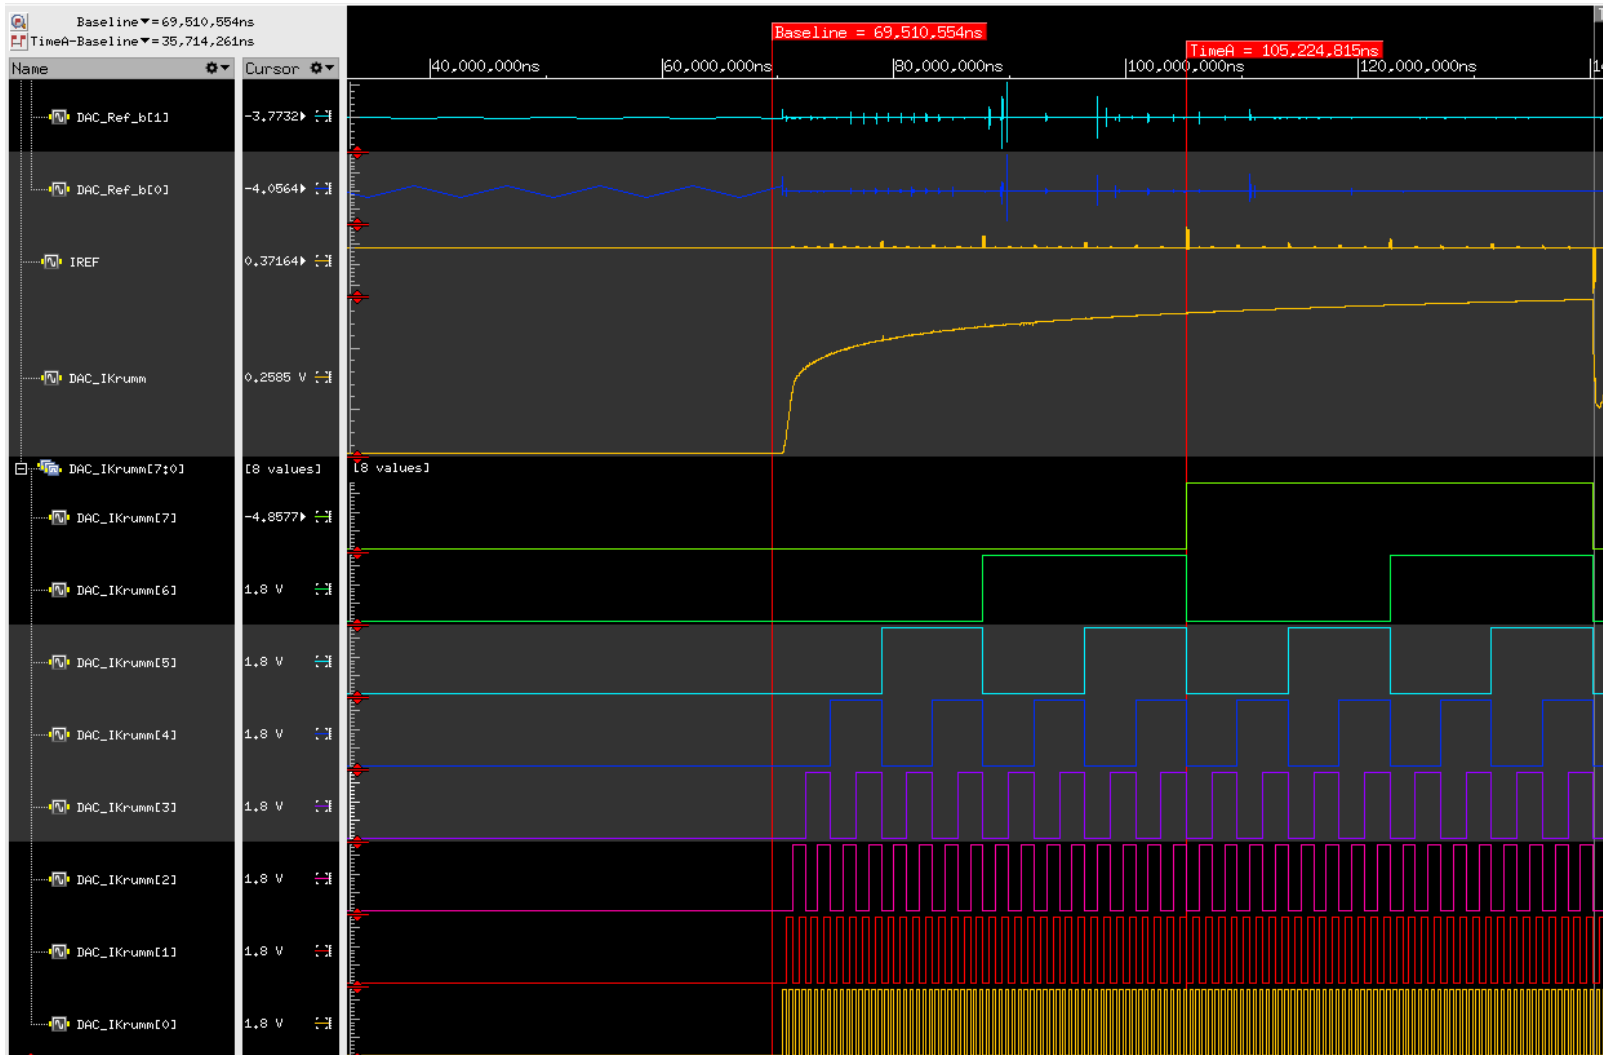 Baseline▼=69,510,554ns
TimeA-Baseline▼=35,714,261ns
Name
Cursor
Baseline = 69,510,554ns
TimeA = 105,224,815ns
40,000,000ns
60,000,000ns
80,000,000ns
100,000,000ns
120,000,000ns
DAC_Ref_b[1] -3.7732
DAC_Ref_b[0] -4.0564
IREF 0.37164
DAC_IKrumm 0.2585 V
DAC_IKrumm[7:0] [8 values] [8 values]
DAC_IKrumm[7] -4.8577
DAC_IKrumm[6] 1.8 V
DAC_IKrumm[5] 1.8 V
DAC_IKrumm[4] 1.8 V
DAC_IKrumm[3] 1.8 V
DAC_IKrumm[2] 1.8 V
DAC_IKrumm[1] 1.8 V
DAC_IKrumm[0] 1.8 V